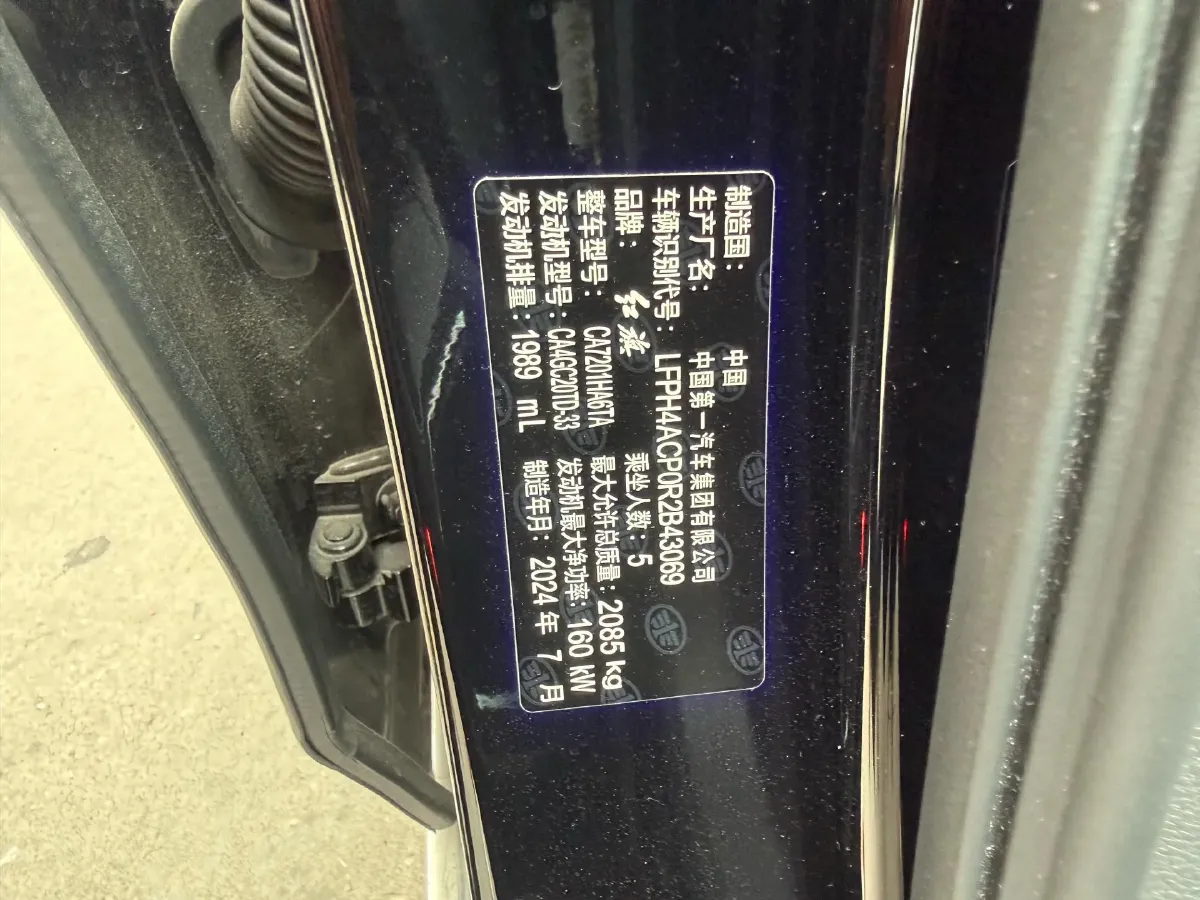 制造国： 中国
生产厂名： 中国第一汽车集团有限公司
车辆识别代号： LFPH4ACP0R2B43069
品牌： 红旗 乘坐人数：5
整车型号： CA7201HA6TA 最大允许总质量：2085 kg
发动机型号：CA4GC20TD-33 发动机最大净功率：160 kW
发动机排量：1989 mL 制造年月：2024 年 7 月